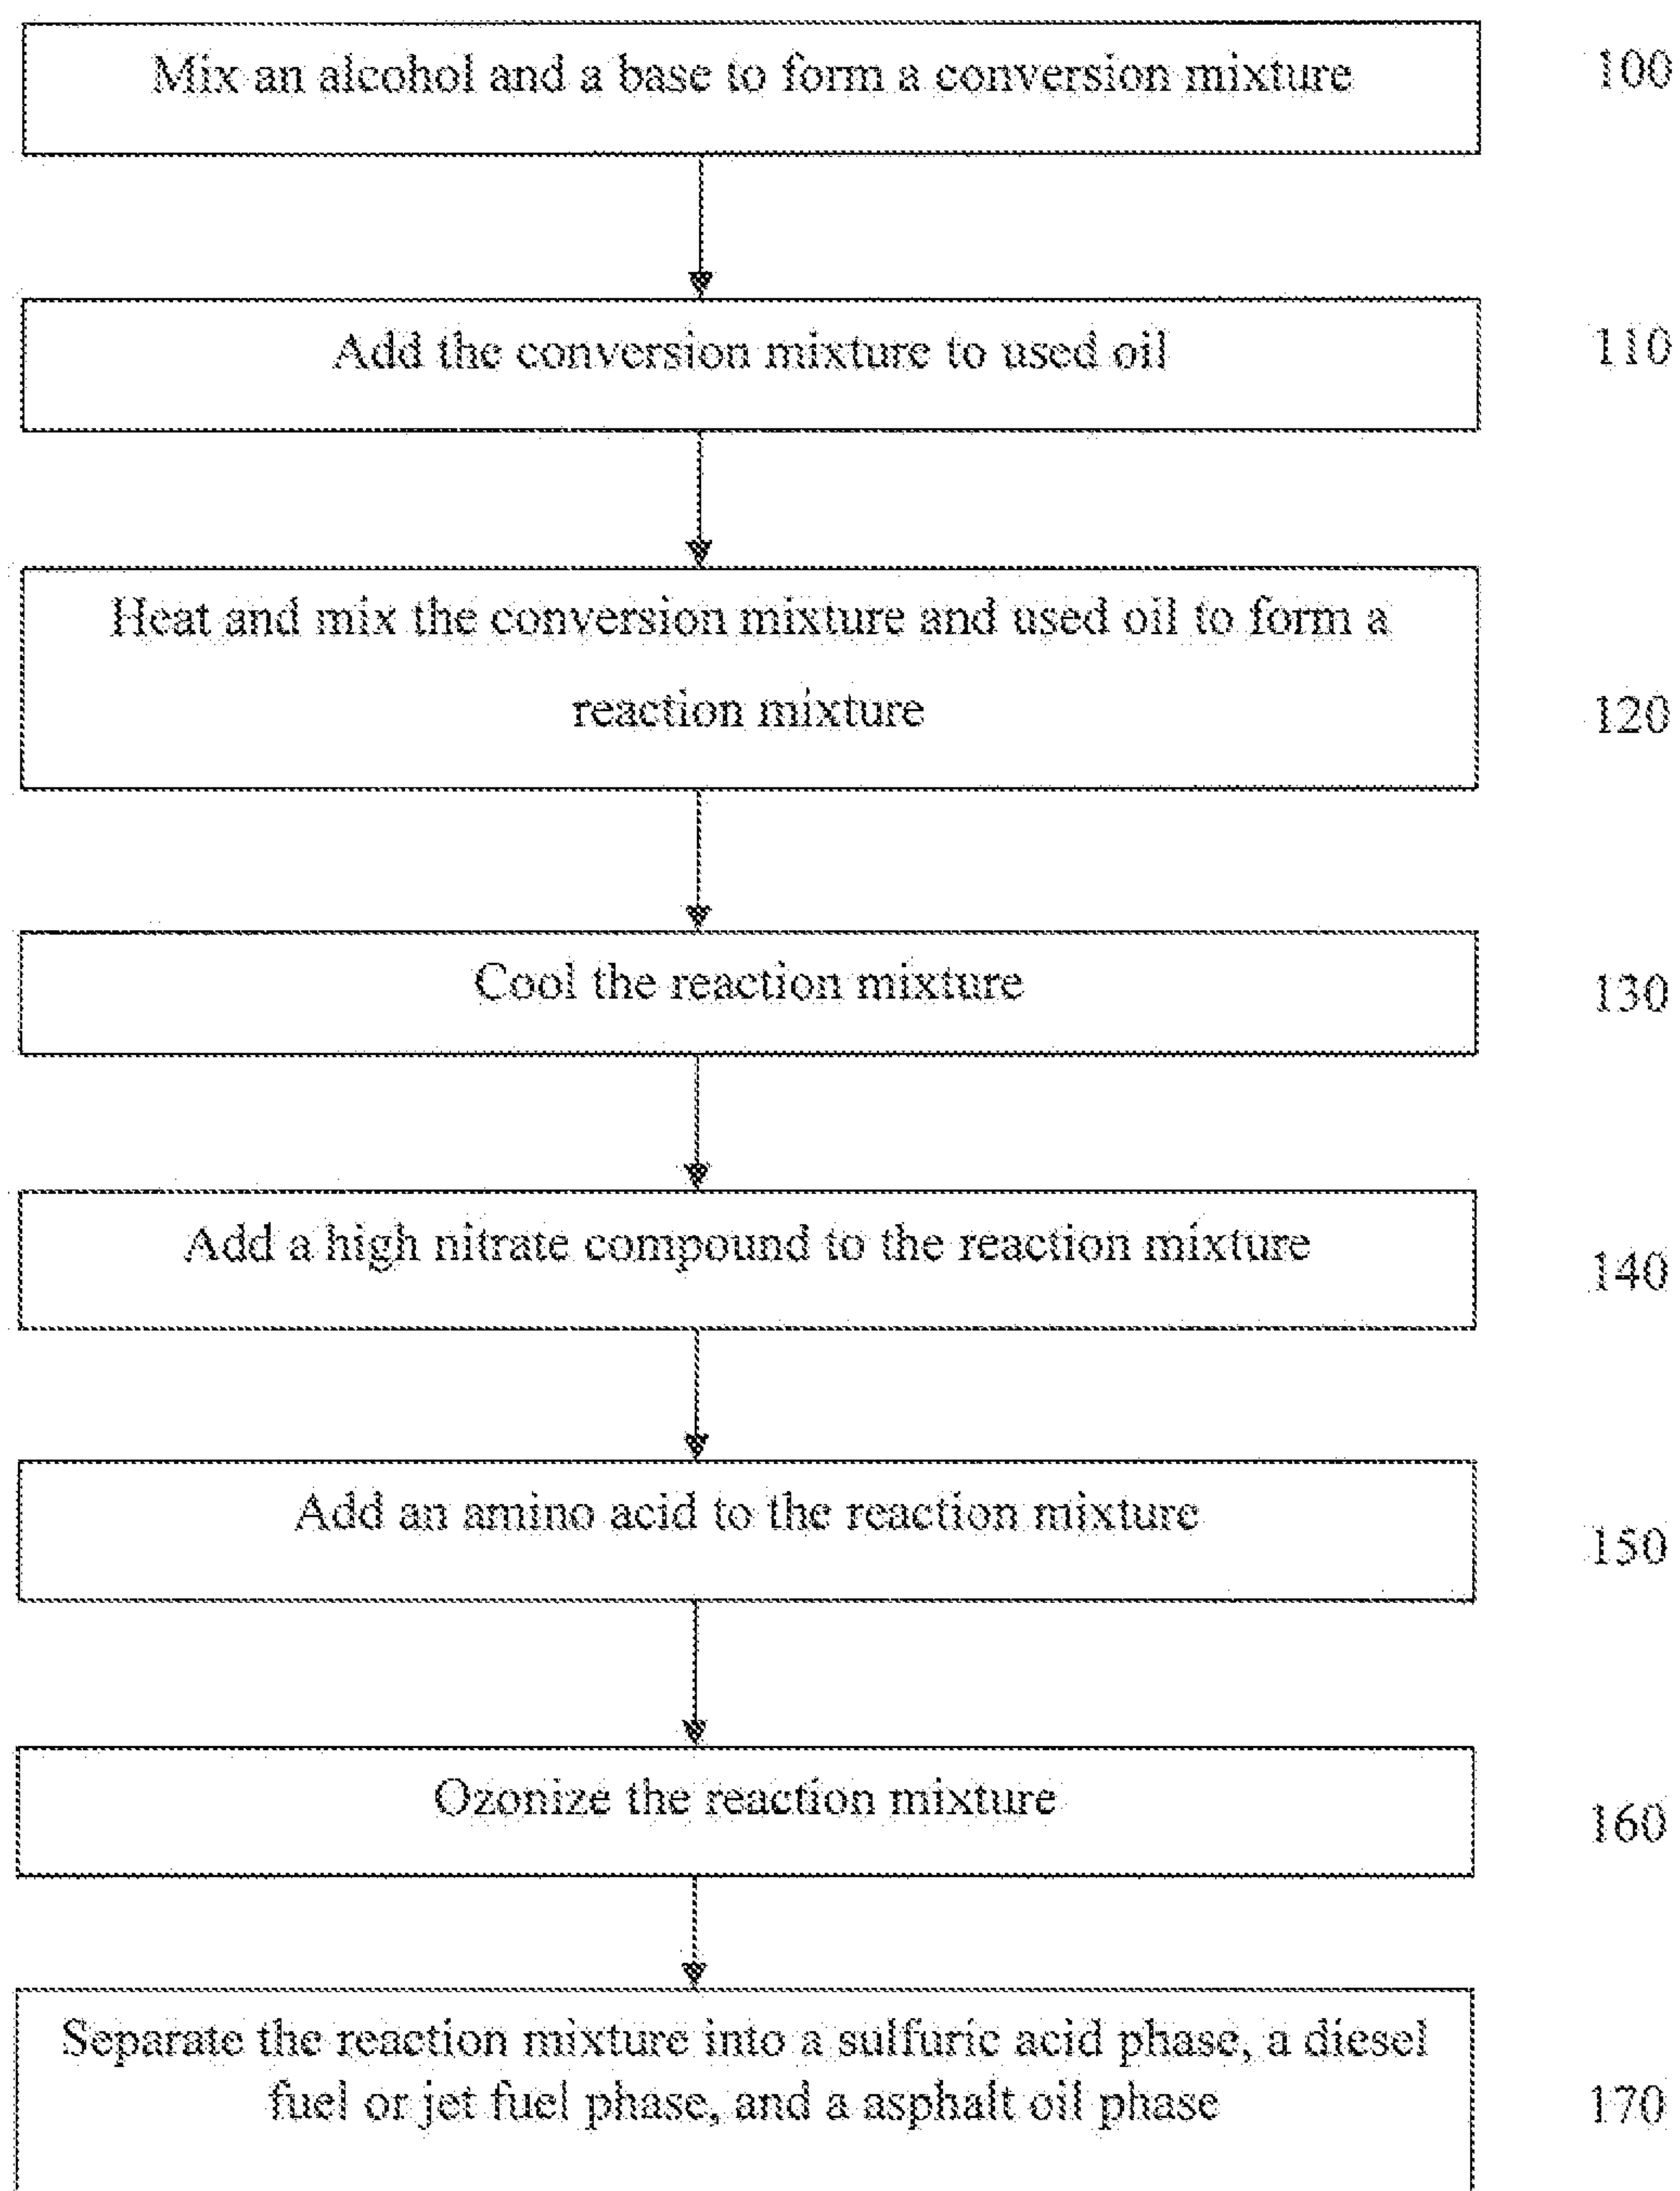 Mix an alcohol and a base to form a conversion mixture
100
Add the conversion mixture to used oil
110
Heat and mix the conversion mixture and used oil to form a
reaction mixture
120
Cool the reaction mixture
130
Add a high nitrate compound to the reaction mixture
140
Add an amino acid to the reaction mixture
150
Ozonize the reaction mixture
160
Separate the reaction mixture into a sulfuric acid phase, a diesel
fuel or jet fuel phase, and a asphalt oil phase
170